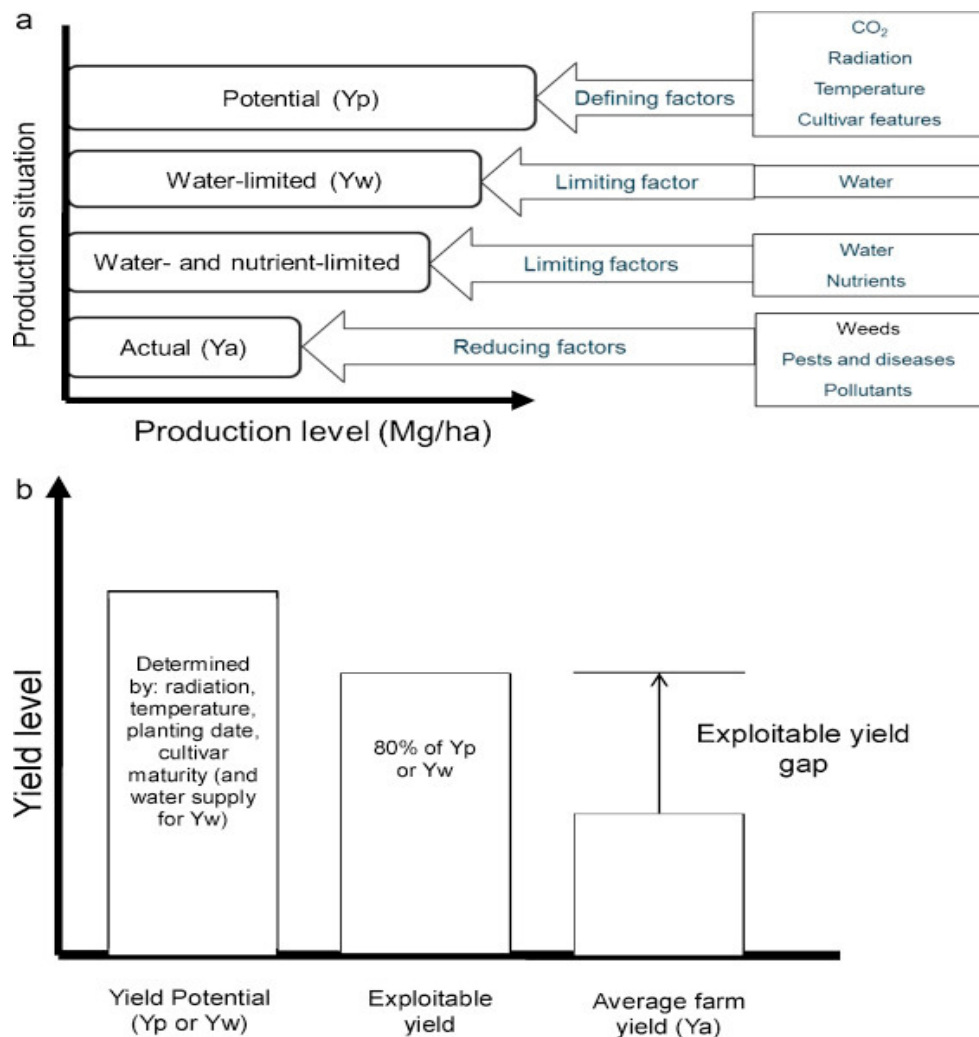 a
Production situation
Potential (Yp)
Defining factors
CO₂
Radiation
Temperature
Cultivar features
Water-limited (Yw)
Limiting factor
Water
Water- and nutrient-limited
Limiting factors
Water
Nutrients
Actual (Ya)
Reducing factors
Weeds
Pests and diseases
Pollutants
Production level (Mg/ha)
b
Yield level
Determined
by: radiation,
temperature,
planting date,
cultivar
maturity (and
water supply
for Yw)
80% of Yp
or Yw
Exploitable yield
gap
Yield Potential
(Yp or Yw)
Exploitable
yield
Average farm
yield (Ya)